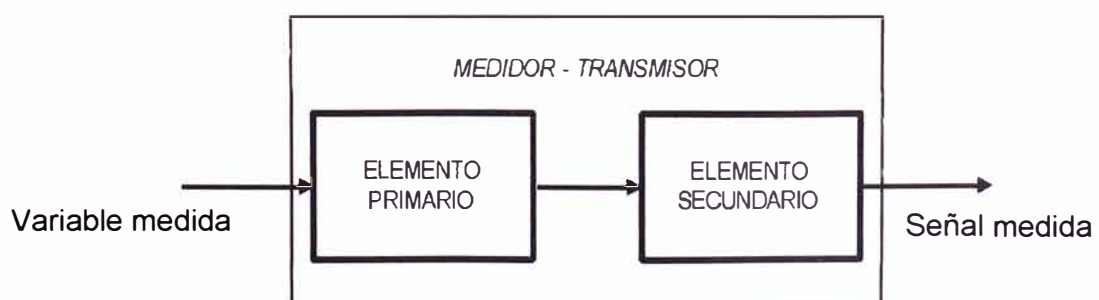 MEDIDOR - TRANSMISOR
ELEMENTO
PRIMARIO
ELEMENTO
SECUNDARIO
Variable medida
Señal medida